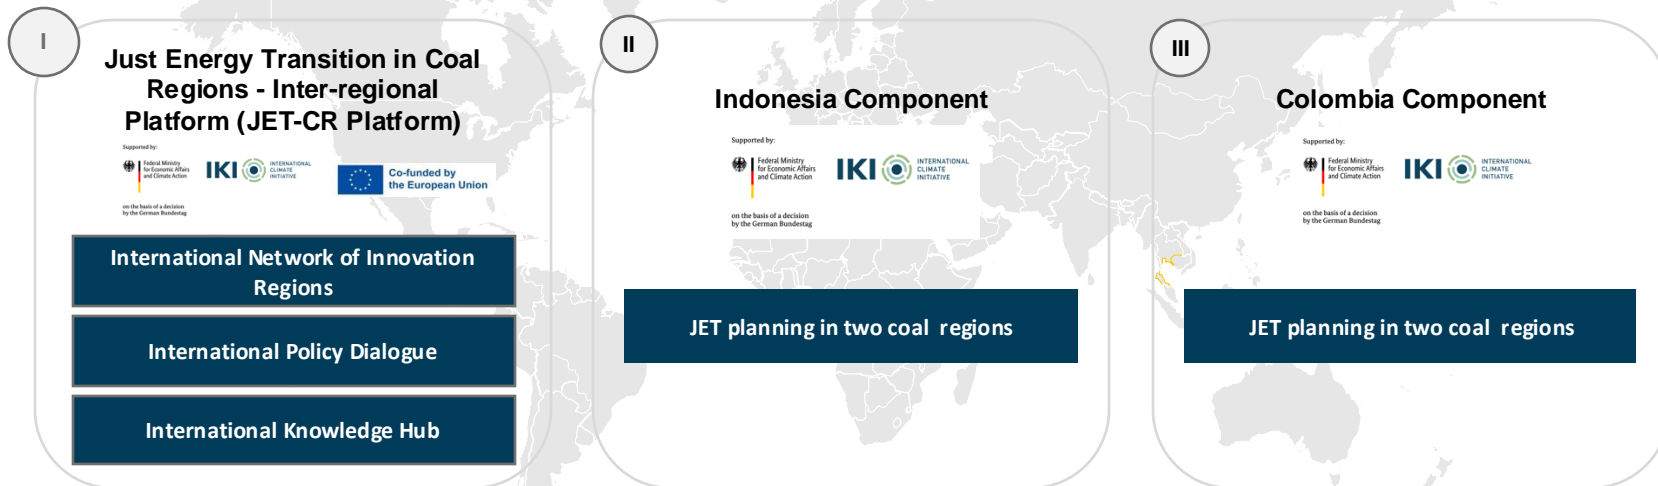 I
Just Energy Transition in Coal
Regions - Inter-regional
Platform (JET-CR Platform)
Supported by:
Federal Ministry
for Economic Affairs
and Climate Action
IKI INTERNATIONAL
CLIMATE
INITIATIVE
Co-funded by
the European Union
on the basis of a decision
by the German Bundestag
International Network of Innovation
Regions
International Policy Dialogue
International Knowledge Hub
II
Indonesia Component
Supported by:
Federal Ministry
for Economic Affairs
and Climate Action
IKI INTERNATIONAL
CLIMATE
INITIATIVE
on the basis of a decision
by the German Bundestag
JET planning in two coal regions
III
Colombia Component
Supported by:
Federal Ministry
for Economic Affairs
and Climate Action
IKI INTERNATIONAL
CLIMATE
INITIATIVE
on the basis of a decision
by the German Bundestag
JET planning in two coal regions